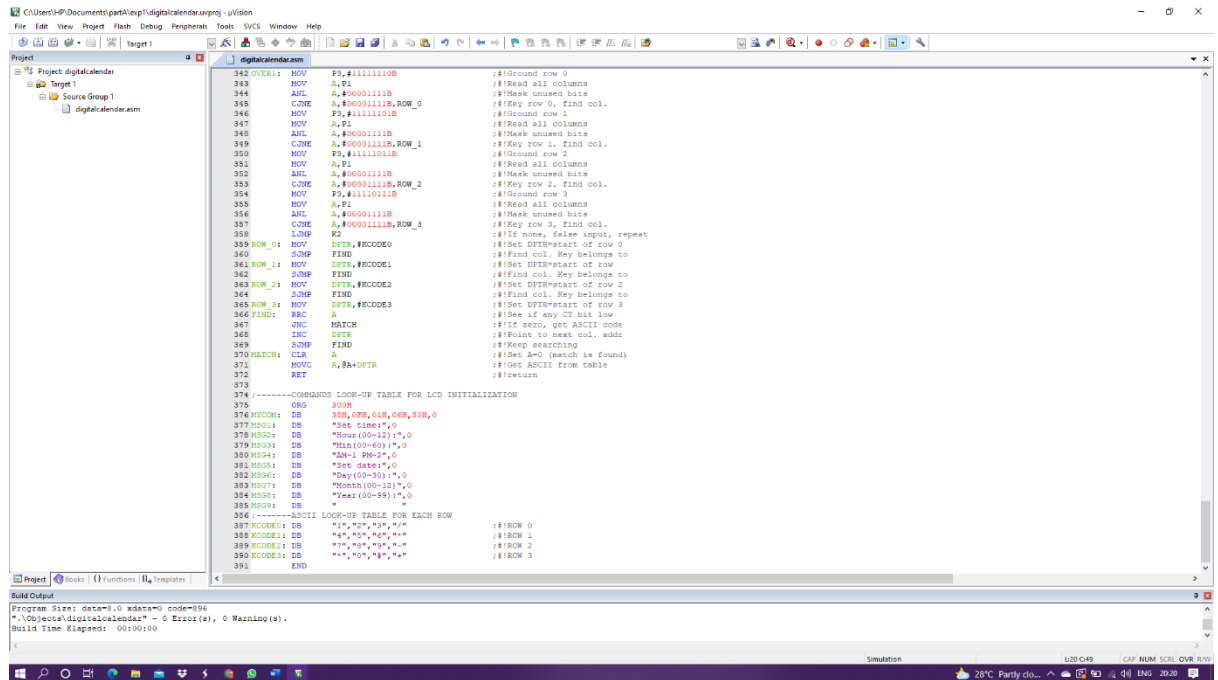 C:\Users\HP\Documents\partA\exp1\digitalcalendar.uvproj - µVision
File Edit View Project Flash Debug Peripherals Tools SVCS Window Help
Target 1
Project
digitalcalendar.asm
Project: digitalcalendar
Target 1
Source Group 1
digitalcalendar.asm
342 OVER1: MOV P3,#11111110B ;#!Ground row 0
343 MOV A,P1 ;#!Read all columns
344 ANL A,#00001111B ;#!Mask unused bits
345 CJNE A,#00001111B,ROW_0 ;#!Key row 0, find col.
346 MOV P3,#11111101B ;#!Ground row 1
347 MOV A,P1 ;#!Read all columns
348 ANL A,#00001111B ;#!Mask unused bits
349 CJNE A,#00001111B,ROW_1 ;#!Key row 1, find col.
350 MOV P3,#11111011B ;#!Ground row 2
351 MOV A,P1 ;#!Read all columns
352 ANL A,#00001111B ;#!Mask unused bits
353 CJNE A,#00001111B,ROW_2 ;#!Key row 2, find col.
354 MOV P3,#11110111B ;#!Ground row 3
355 MOV A,P1 ;#!Read all columns
356 ANL A,#00001111B ;#!Mask unused bits
357 CJNE A,#00001111B,ROW_3 ;#!Key row 3, find col.
358 LJMP K2 ;#!If none, false input, repeat
359 ROW_0: MOV DPTR,#KCODE0 ;#!Set DPTR=start of row 0
360 SJMP FIND ;#!Find col. Key belongs to
361 ROW_1: MOV DPTR,#KCODE1 ;#!Set DPTR=start of row
362 SJMP FIND ;#!Find col. Key belongs to
363 ROW_2: MOV DPTR,#KCODE2 ;#!Set DPTR=start of row 2
364 SJMP FIND ;#!Find col. Key belongs to
365 ROW_3: MOV DPTR,#KCODE3 ;#!Set DPTR=start of row 3
366 FIND: RRC A ;#!See if any CY bit low
367 JNC MATCH ;#!If zero, get ASCII code
368 INC DPTR ;#!Point to next col. addr
369 SJMP FIND ;#!Keep searching
370 MATCH: CLR A ;#!Set A=0 (match is found)
371 MOVC A,@A+DPTR ;#!Get ASCII from table
372 RET ;#!return
373
374 ;-------COMMANDS LOOK-UP TABLE FOR LCD INITIALIZATION
375 ORG 300H
376 MYCOM: DB 38H,0FH,01H,06H,80H,0
377 MSG1: DB "Set time:",0
378 MSG2: DB "Hour(00~12):",0
379 MSG3: DB "Min(00~60):",0
380 MSG4: DB "AM-1 PM-2",0
381 MSG5: DB "Set date:",0
382 MSG6: DB "Day(00~30):",0
383 MSG7: DB "Month(00~12)",0
384 MSG8: DB "Year(00~99):",0
385 MSG9: DB " "
386 ;-------ASCII LOOK-UP TABLE FOR EACH ROW
387 KCODE0: DB "1","2","3","/" ;#!ROW 0
388 KCODE1: DB "4","5","6","*" ;#!ROW 1
389 KCODE2: DB "7","8","9","-" ;#!ROW 2
390 KCODE3: DB "*","0","#","+" ;#!ROW 3
391 END
Project Books {} Functions Templates
Build Output
Program Size: data=8.0 xdata=0 code=896
".\Objects\digitalcalendar" - 0 Error(s), 0 Warning(s).
Build Time Elapsed: 00:00:00
Simulation L:20 C:49 CAP NUM SCRL OVR R/W
28°C Partly clo... ENG 20:20